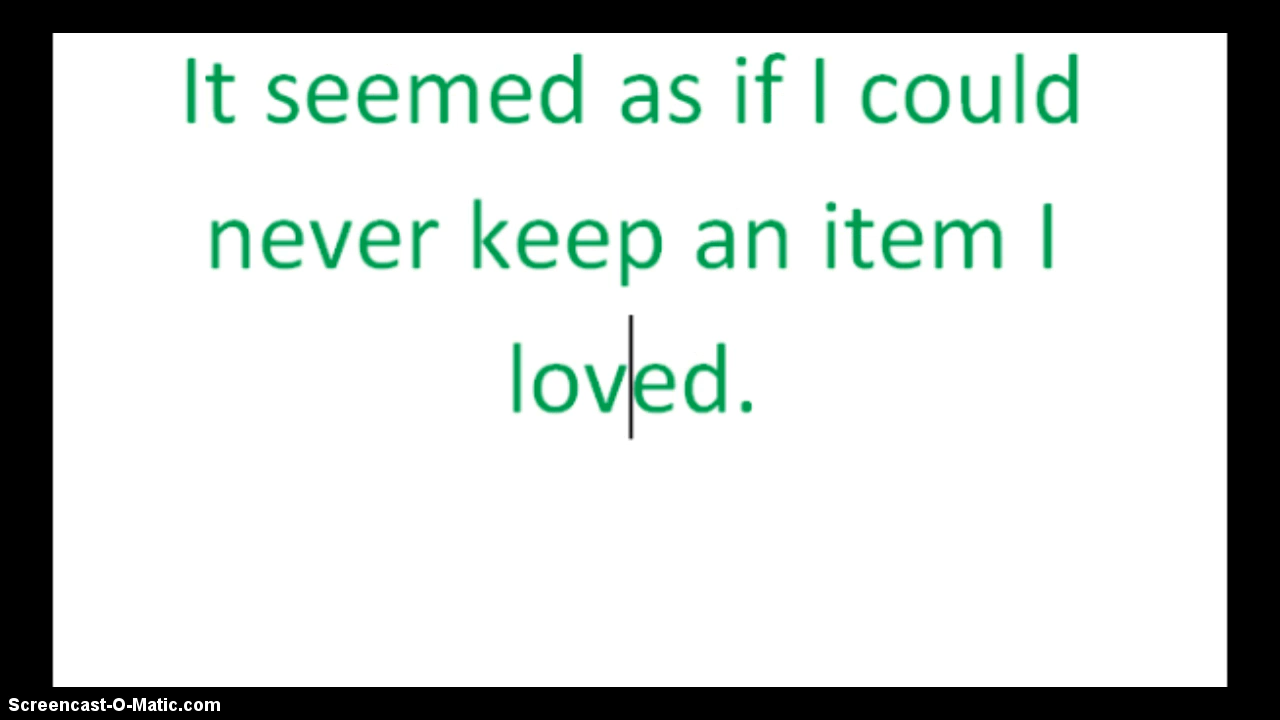 It seemed as if I could
never keep an item I
loved.
Screencast-O-Matic.com